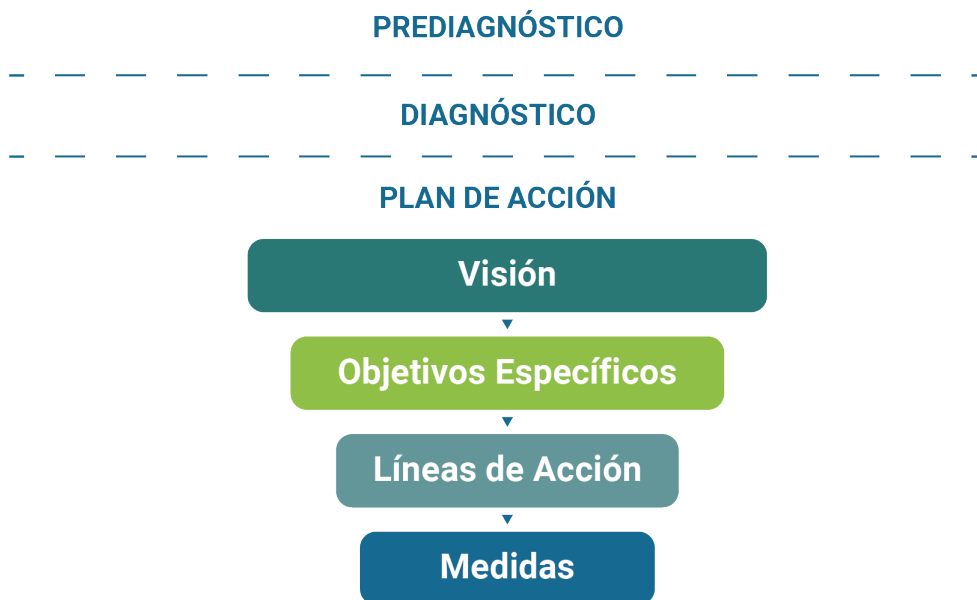 PREDIAGNÓSTICO
DIAGNÓSTICO
PLAN DE ACCIÓN
Visión
Objetivos Específicos
Líneas de Acción
Medidas